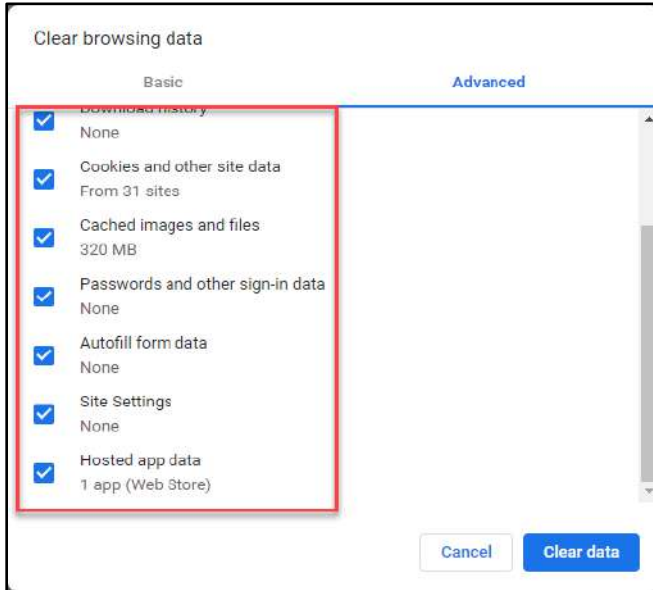 Clear browsing data
Basic
Advanced
Download history
None
Cookies and other site data
From 31 sites
Cached images and files
320 MB
Passwords and other sign-in data
None
Autofill form data
None
Site Settings
None
Hosted app data
1 app (Web Store)
Cancel
Clear data